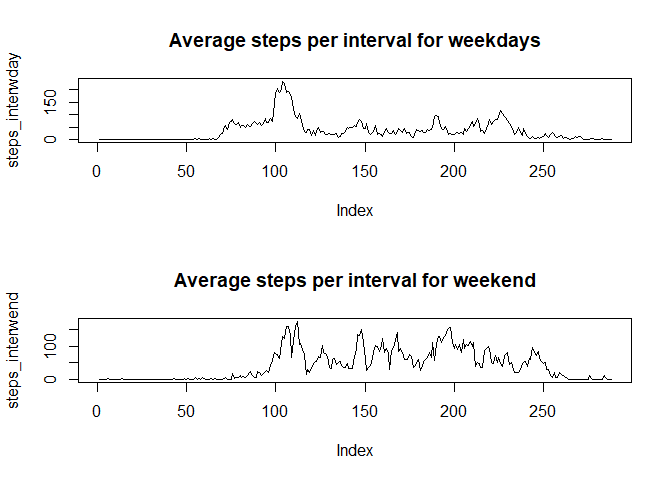 Average steps per interval for weekdays
steps_interwday
150
0
0 50 100 150 200 250
Index
Average steps per interval for weekend
steps_interwend
100
0
0 50 100 150 200 250
Index